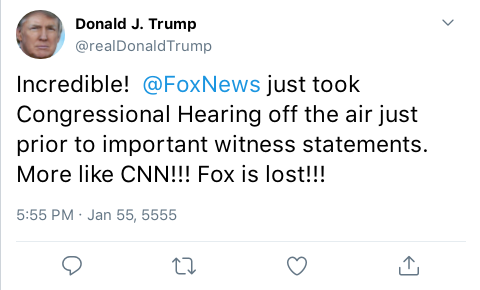 Donald J. Trump
@realDonaldTrump
Incredible! @FoxNews just took
Congressional Hearing off the air just
prior to important witness statements.
More like CNN!!! Fox is lost!!!
5:55 PM · Jan 55, 5555